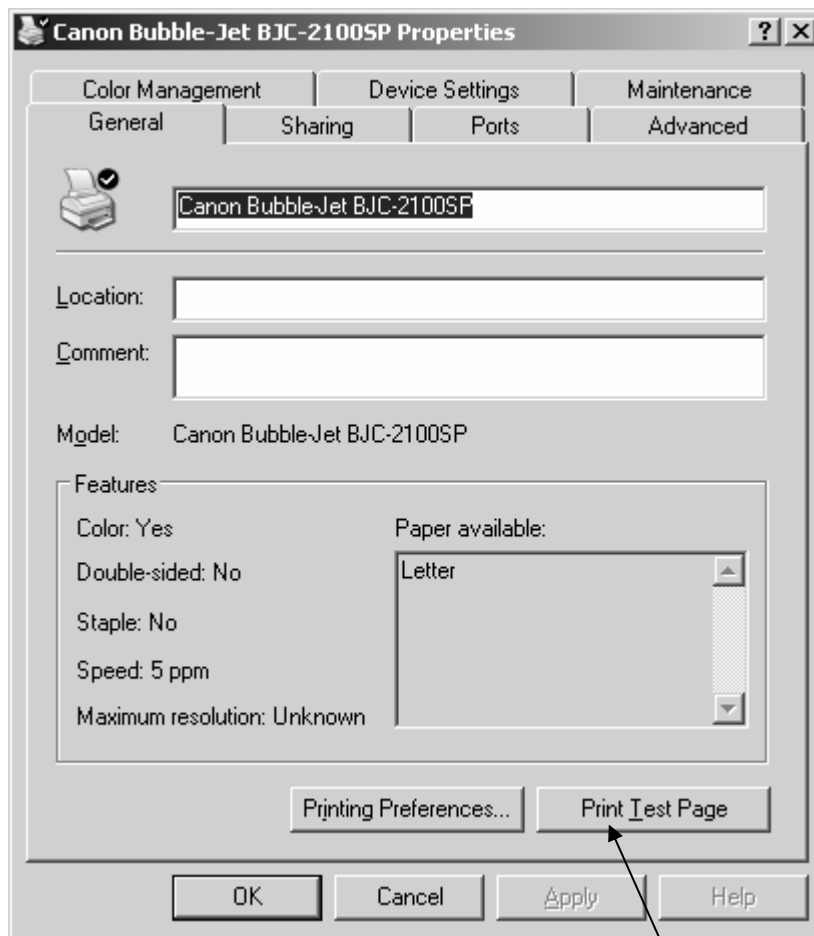 Canon Bubble-Jet BJC-2100SP Properties
Color Management Device Settings Maintenance
General Sharing Ports Advanced
Canon Bubble-Jet BJC-2100SP
Location:
Comment:
Model: Canon Bubble-Jet BJC-2100SP
Features
Color: Yes Paper available:
Double-sided: No Letter
Staple: No
Speed: 5 ppm
Maximum resolution: Unknown
Printing Preferences... Print Test Page
OK Cancel Apply Help